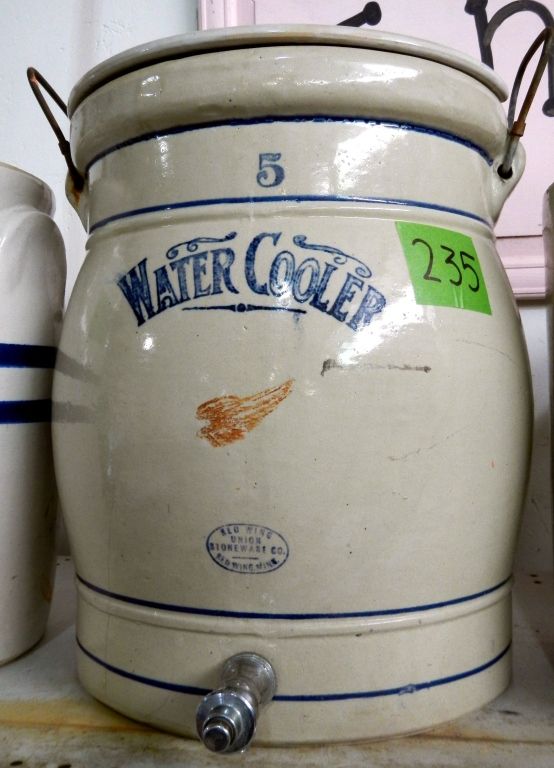 5
WATER COOLER
235
RED WING
UNION
STONEWARE CO.
RED WING, MINN.